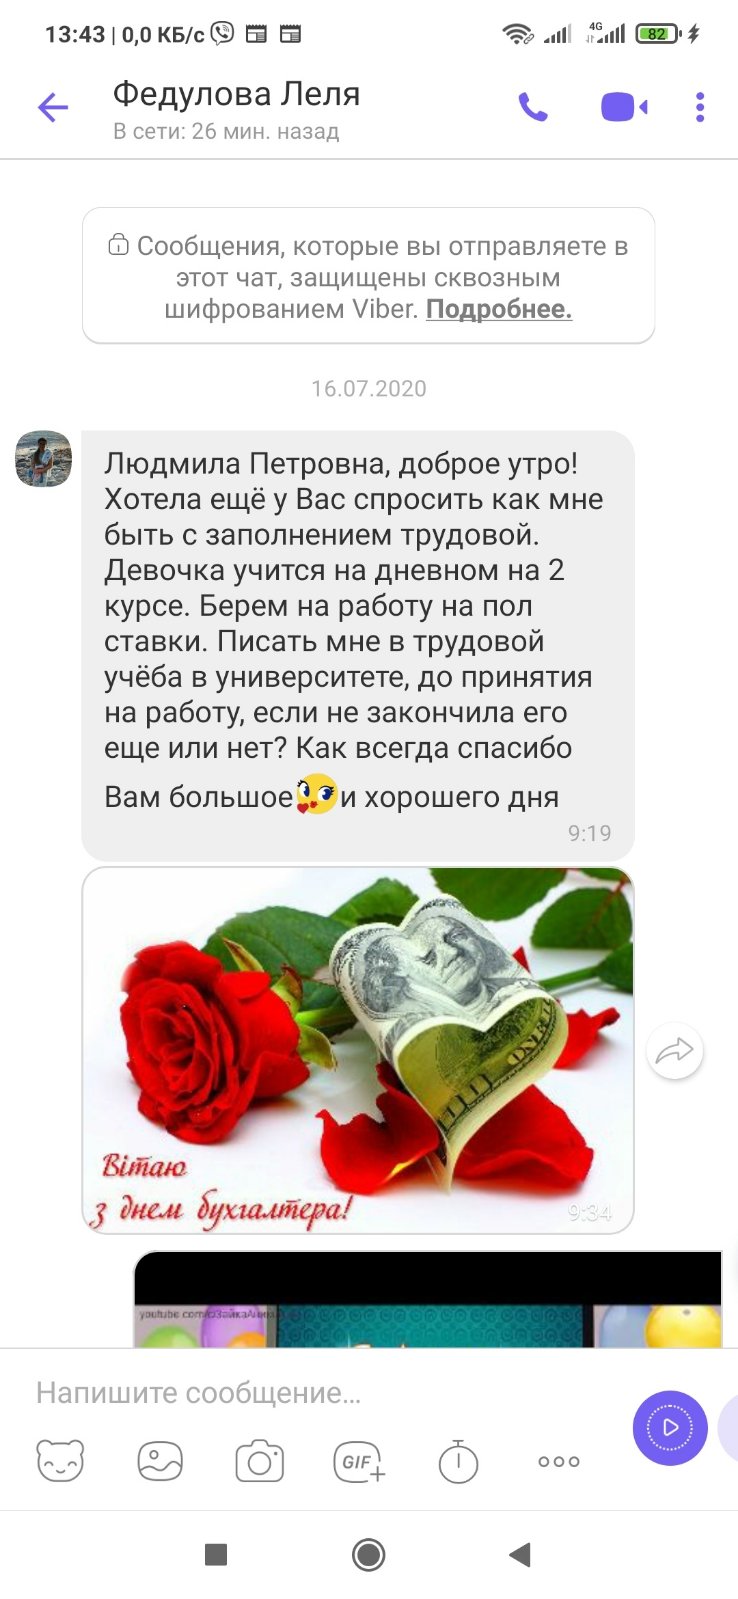 13:43 | 0,0 КБ/с
4G
82
Федулова Леля
В сети: 26 мин. назад
Сообщения, которые вы отправляете в
этот чат, защищены сквозным
шифрованием Viber. Подробнее.
16.07.2020
Людмила Петровна, доброе утро!
Хотела ещё у Вас спросить как мне
быть с заполнением трудовой.
Девочка учится на дневном на 2
курсе. Берем на работу на пол
ставки. Писать мне в трудовой
учёба в университете, до принятия
на работу, если не закончила его
еще или нет? Как всегда спасибо
Вам большое и хорошего дня
9:19
Вітаю
з днем бухгалтера!
9:34
Напишите сообщение...
GIF